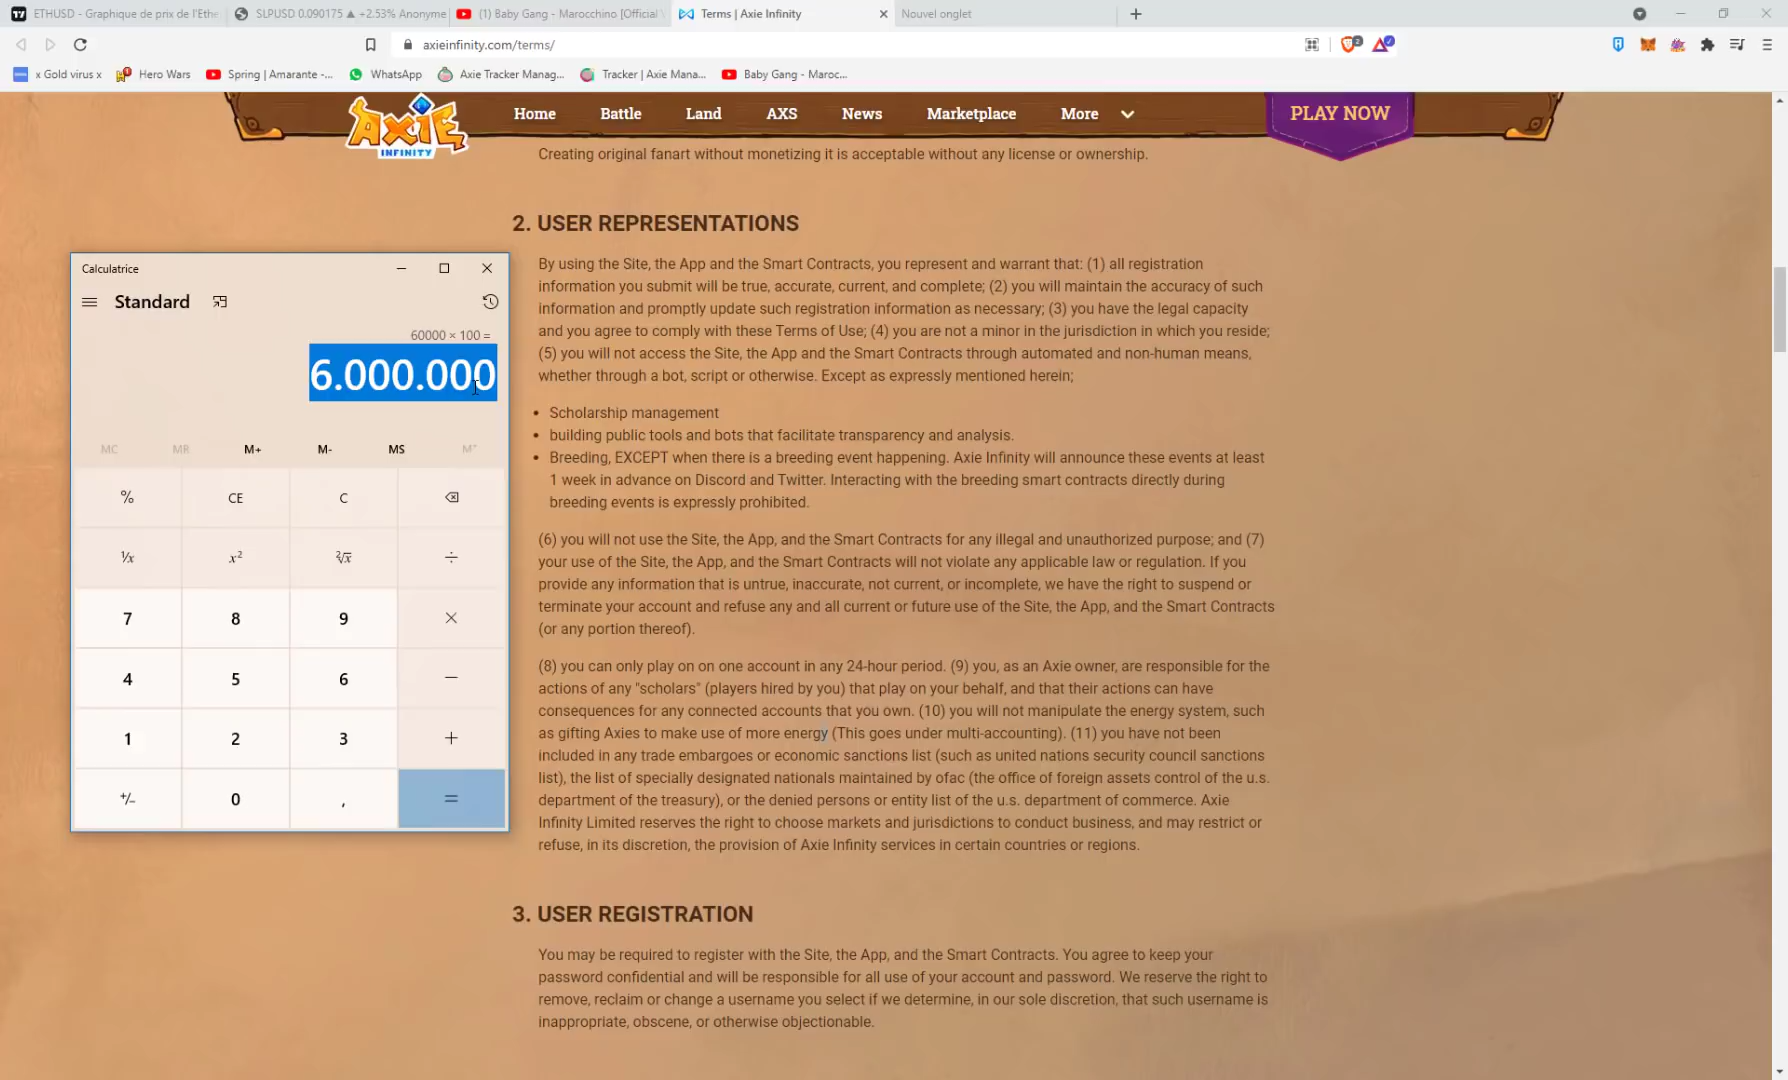 ETHUSD - Graphique de prix de l'Ethe
SLPUSD 0.090175 ▲ +2.53% Anonyme
(1) Baby Gang - Marocchino [Official V
Terms | Axie Infinity
Nouvel onglet
axieinfinity.com/terms/
x Gold virus x
Hero Wars
Spring | Amarante -...
WhatsApp
Axie Tracker Manag...
Tracker | Axie Mana...
Baby Gang - Maroc...
AXIE
INFINITY
Home
Battle
Land
AXS
News
Marketplace
More
PLAY NOW
Creating original fanart without monetizing it is acceptable without any license or ownership.
2. USER REPRESENTATIONS
By using the Site, the App and the Smart Contracts, you represent and warrant that: (1) all registration
information you submit will be true, accurate, current, and complete; (2) you will maintain the accuracy of such
information and promptly update such registration information as necessary; (3) you have the legal capacity
and you agree to comply with these Terms of Use; (4) you are not a minor in the jurisdiction in which you reside;
(5) you will not access the Site, the App and the Smart Contracts through automated and non-human means,
whether through a bot, script or otherwise. Except as expressly mentioned herein;
• Scholarship management
• building public tools and bots that facilitate transparency and analysis.
• Breeding, EXCEPT when there is a breeding event happening. Axie Infinity will announce these events at least
1 week in advance on Discord and Twitter. Interacting with the breeding smart contracts directly during
breeding events is expressly prohibited.
(6) you will not use the Site, the App, and the Smart Contracts for any illegal and unauthorized purpose; and (7)
your use of the Site, the App, and the Smart Contracts will not violate any applicable law or regulation. If you
provide any information that is untrue, inaccurate, not current, or incomplete, we have the right to suspend or
terminate your account and refuse any and all current or future use of the Site, the App, and the Smart Contracts
(or any portion thereof).
(8) you can only play on on one account in any 24-hour period. (9) you, as an Axie owner, are responsible for the
actions of any "scholars" (players hired by you) that play on your behalf, and that their actions can have
consequences for any connected accounts that you own. (10) you will not manipulate the energy system, such
as gifting Axies to make use of more energy (This goes under multi-accounting). (11) you have not been
included in any trade embargoes or economic sanctions list (such as united nations security council sanctions
list), the list of specially designated nationals maintained by ofac (the office of foreign assets control of the u.s.
department of the treasury), or the denied persons or entity list of the u.s. department of commerce. Axie
Infinity Limited reserves the right to choose markets and jurisdictions to conduct business, and may restrict or
refuse, in its discretion, the provision of Axie Infinity services in certain countries or regions.
3. USER REGISTRATION
You may be required to register with the Site, the App, and the Smart Contracts. You agree to keep your
password confidential and will be responsible for all use of your account and password. We reserve the right to
remove, reclaim or change a username you select if we determine, in our sole discretion, that such username is
inappropriate, obscene, or otherwise objectionable.
Calculatrice
Standard
60000 × 100 =
6.000.000
MC MR M+ M- MS M˅
% CE C ⌫
¹/x x² ²√x ÷
7 8 9 ×
4 5 6 −
1 2 3 +
+/− 0 , =